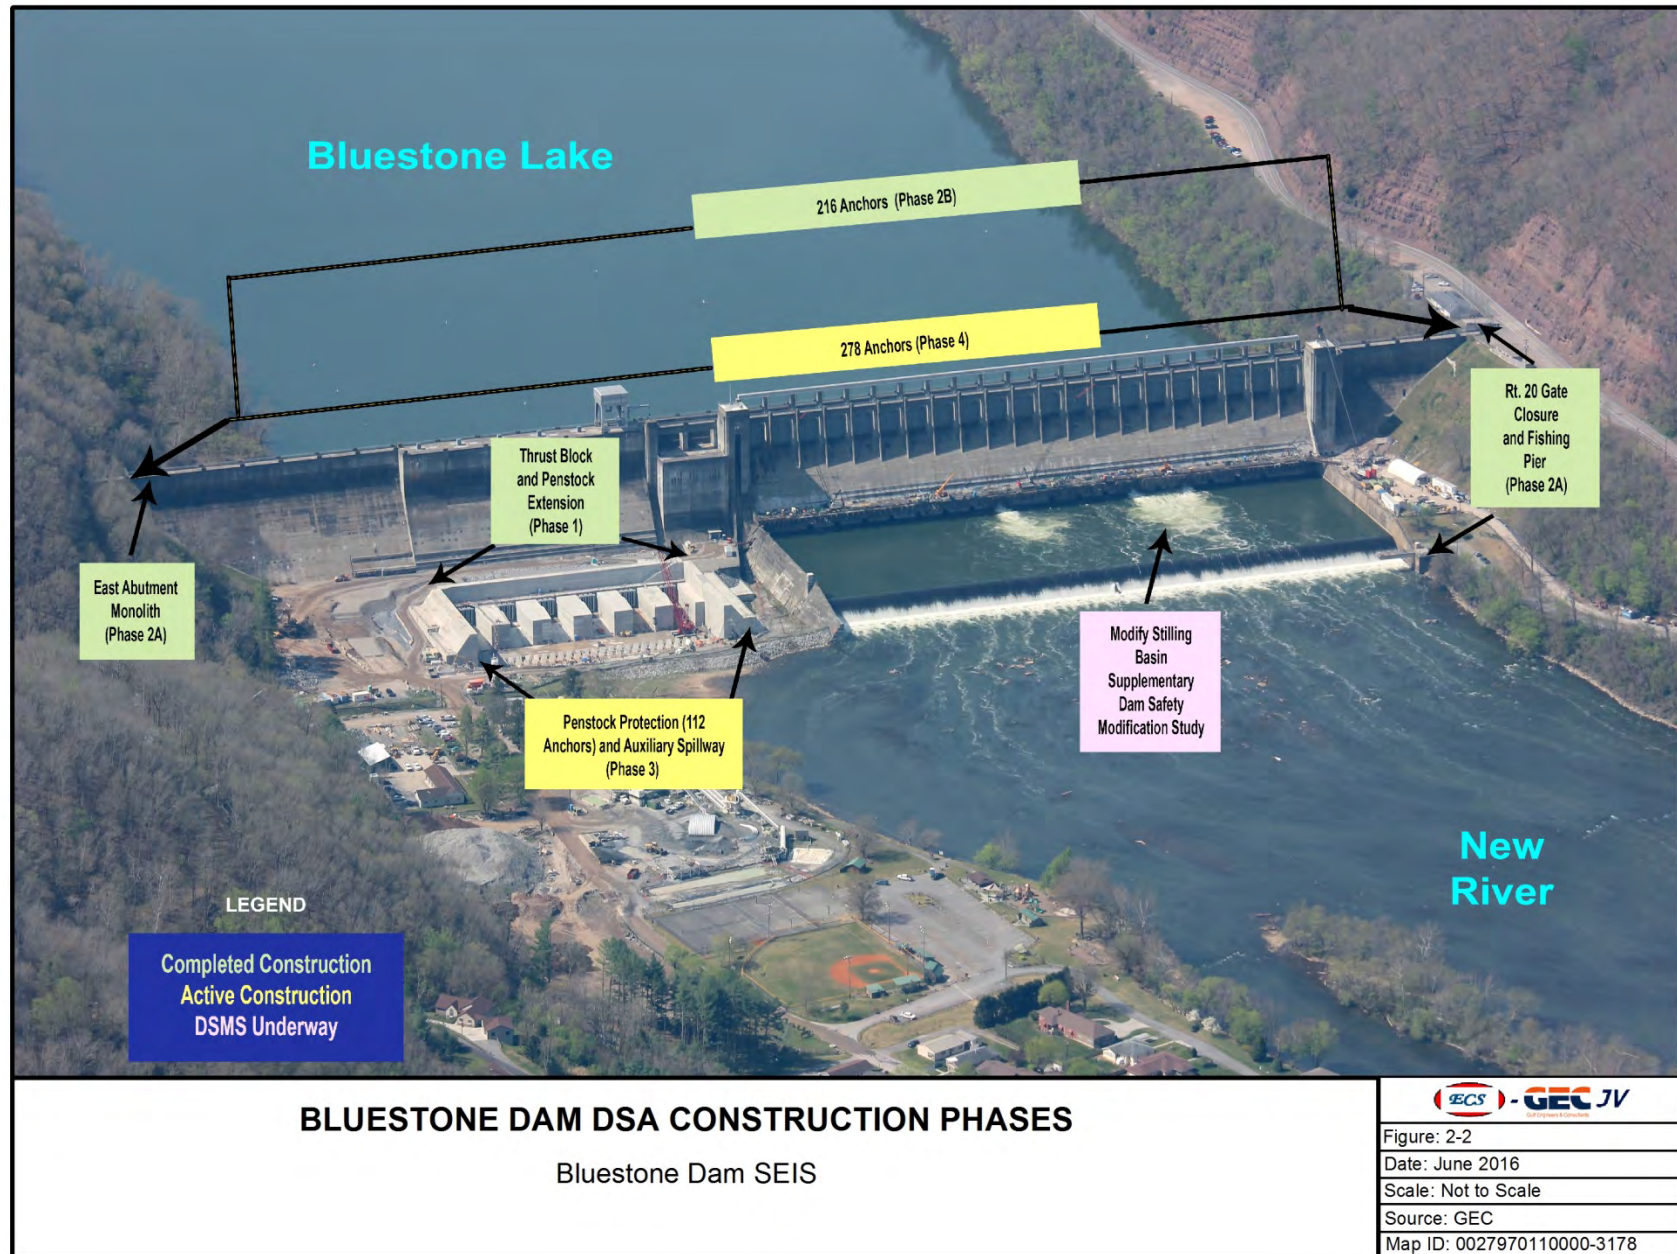 Bluestone Lake
216 Anchors (Phase 2B)
278 Anchors (Phase 4)
Rt. 20 Gate
Closure
and Fishing
Pier
(Phase 2A)
Thrust Block
and Penstock
Extension
(Phase 1)
East Abutment
Monolith
(Phase 2A)
Modify Stilling
Basin
Supplementary
Dam Safety
Modification Study
Penstock Protection (112
Anchors) and Auxiliary Spillway
(Phase 3)
New
River
LEGEND
Completed Construction
Active Construction
DSMS Underway
BLUESTONE DAM DSA CONSTRUCTION PHASES
Bluestone Dam SEIS
ECS - GEC JV
Gulf Engineers & Consultants
Figure: 2-2
Date: June 2016
Scale: Not to Scale
Source: GEC
Map ID: 0027970110000-3178